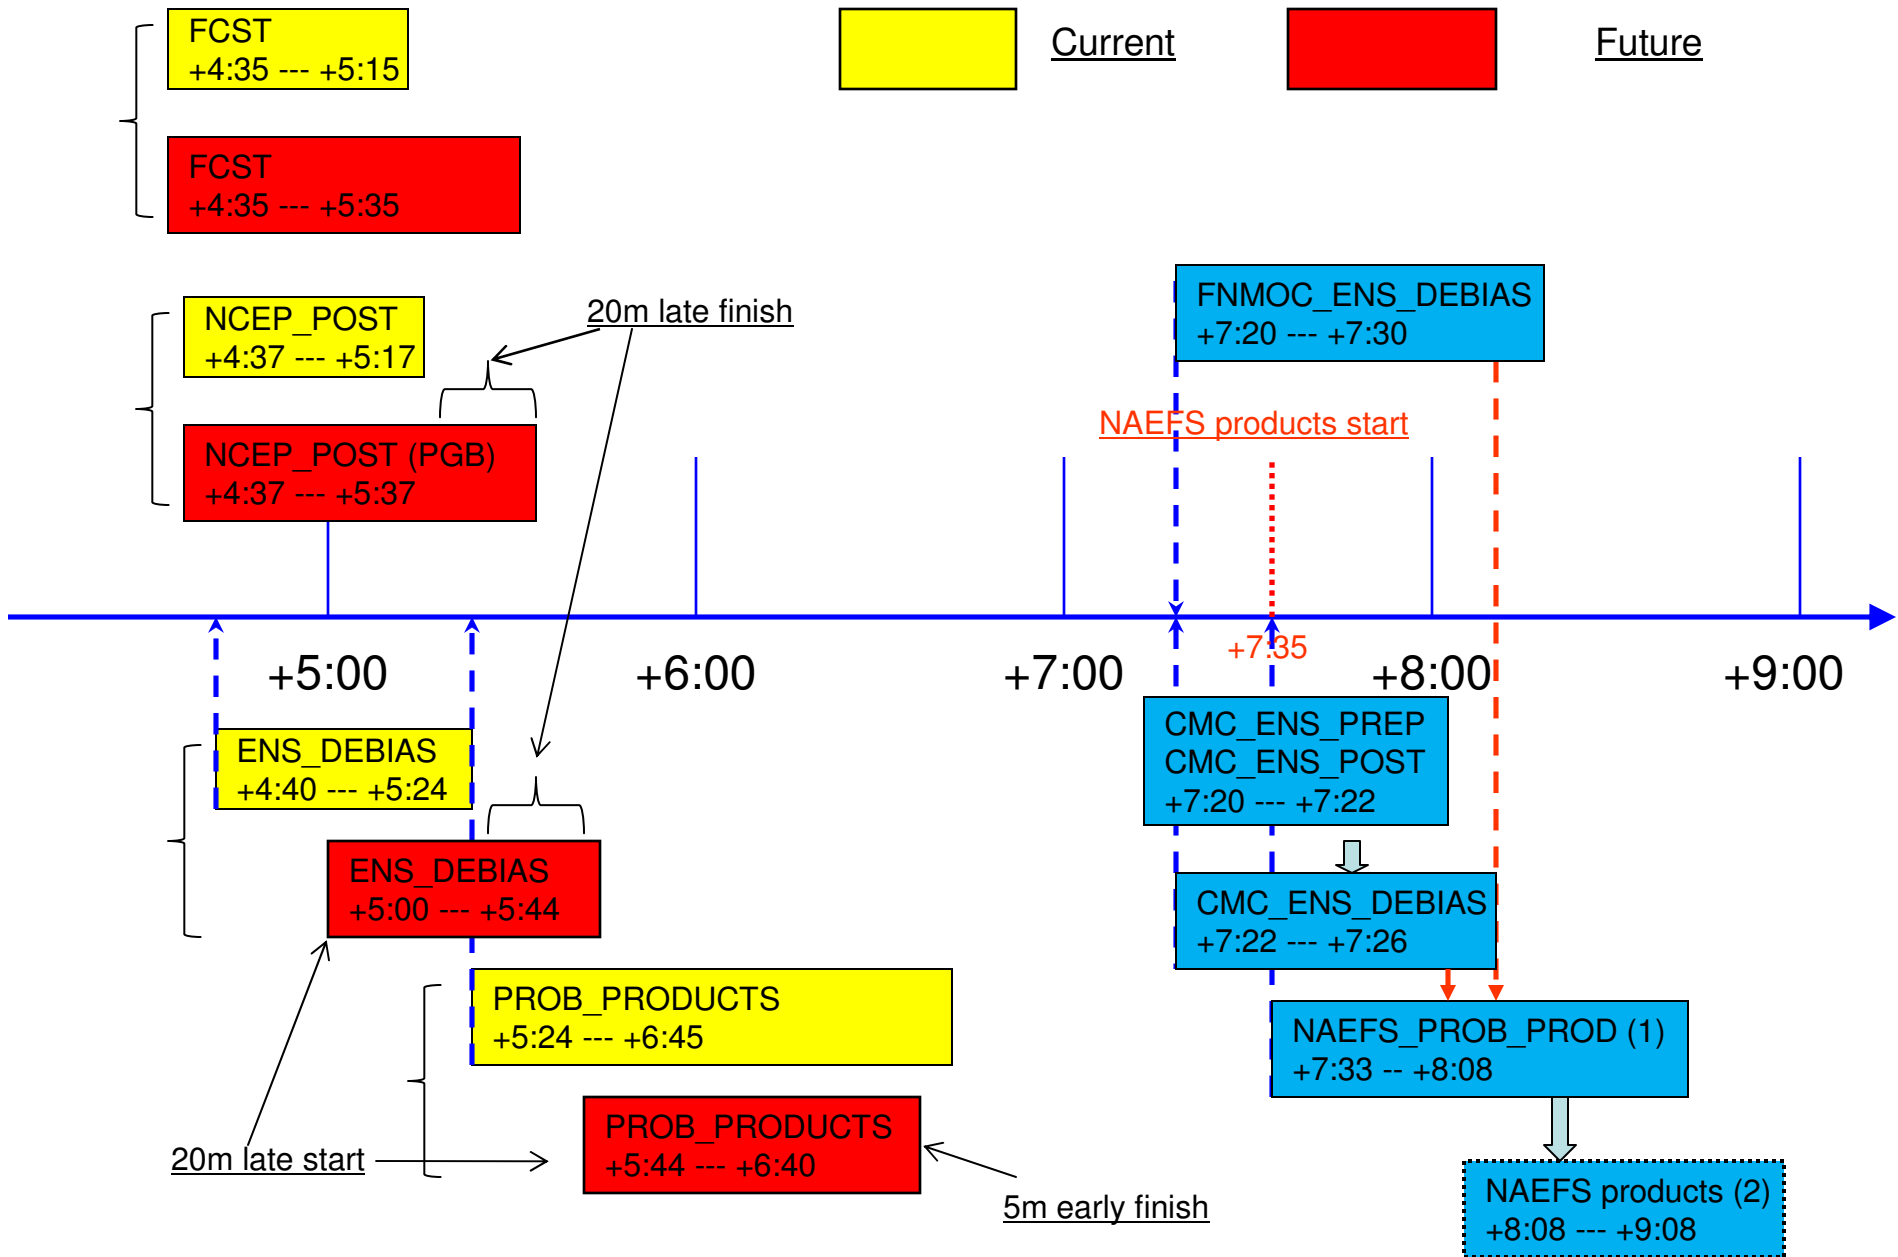 FCST
+4:35 --- +5:15
Current
Future
FCST
+4:35 --- +5:35
NCEP_POST
+4:37 --- +5:17
20m late finish
FNMOC_ENS_DEBIAS
+7:20 --- +7:30
NAEFS products start
NCEP_POST (PGB)
+4:37 --- +5:37
+7:35
+5:00
+6:00
+7:00
+8:00
+9:00
ENS_DEBIAS
+4:40 --- +5:24
CMC_ENS_PREP
CMC_ENS_POST
+7:20 --- +7:22
ENS_DEBIAS
+5:00 --- +5:44
CMC_ENS_DEBIAS
+7:22 --- +7:26
PROB_PRODUCTS
+5:24 --- +6:45
NAEFS_PROB_PROD (1)
+7:33 -- +8:08
PROB_PRODUCTS
+5:44 --- +6:40
20m late start
5m early finish
NAEFS products (2)
+8:08 --- +9:08